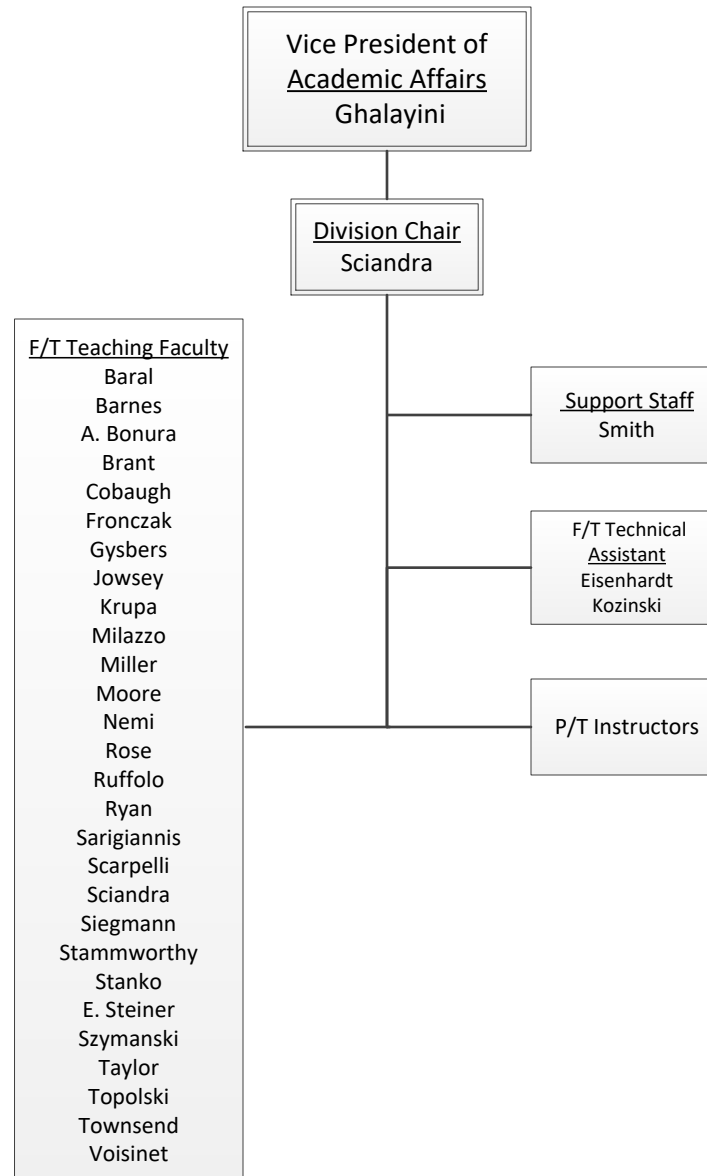 Vice President of
Academic Affairs
Ghalayini
Division Chair
Sciandra
F/T Teaching Faculty
Baral
Barnes
A. Bonura
Brant
Cobaugh
Fronczak
Gysbers
Jowsey
Krupa
Milazzo
Miller
Moore
Nemi
Rose
Ruffolo
Ryan
Sarigiannis
Scarpelli
Sciandra
Siegmann
Stammworthy
Stanko
E. Steiner
Szymanski
Taylor
Topolski
Townsend
Voisinet
Support Staff
Smith
F/T Technical
Assistant
Eisenhardt
Kozinski
P/T Instructors